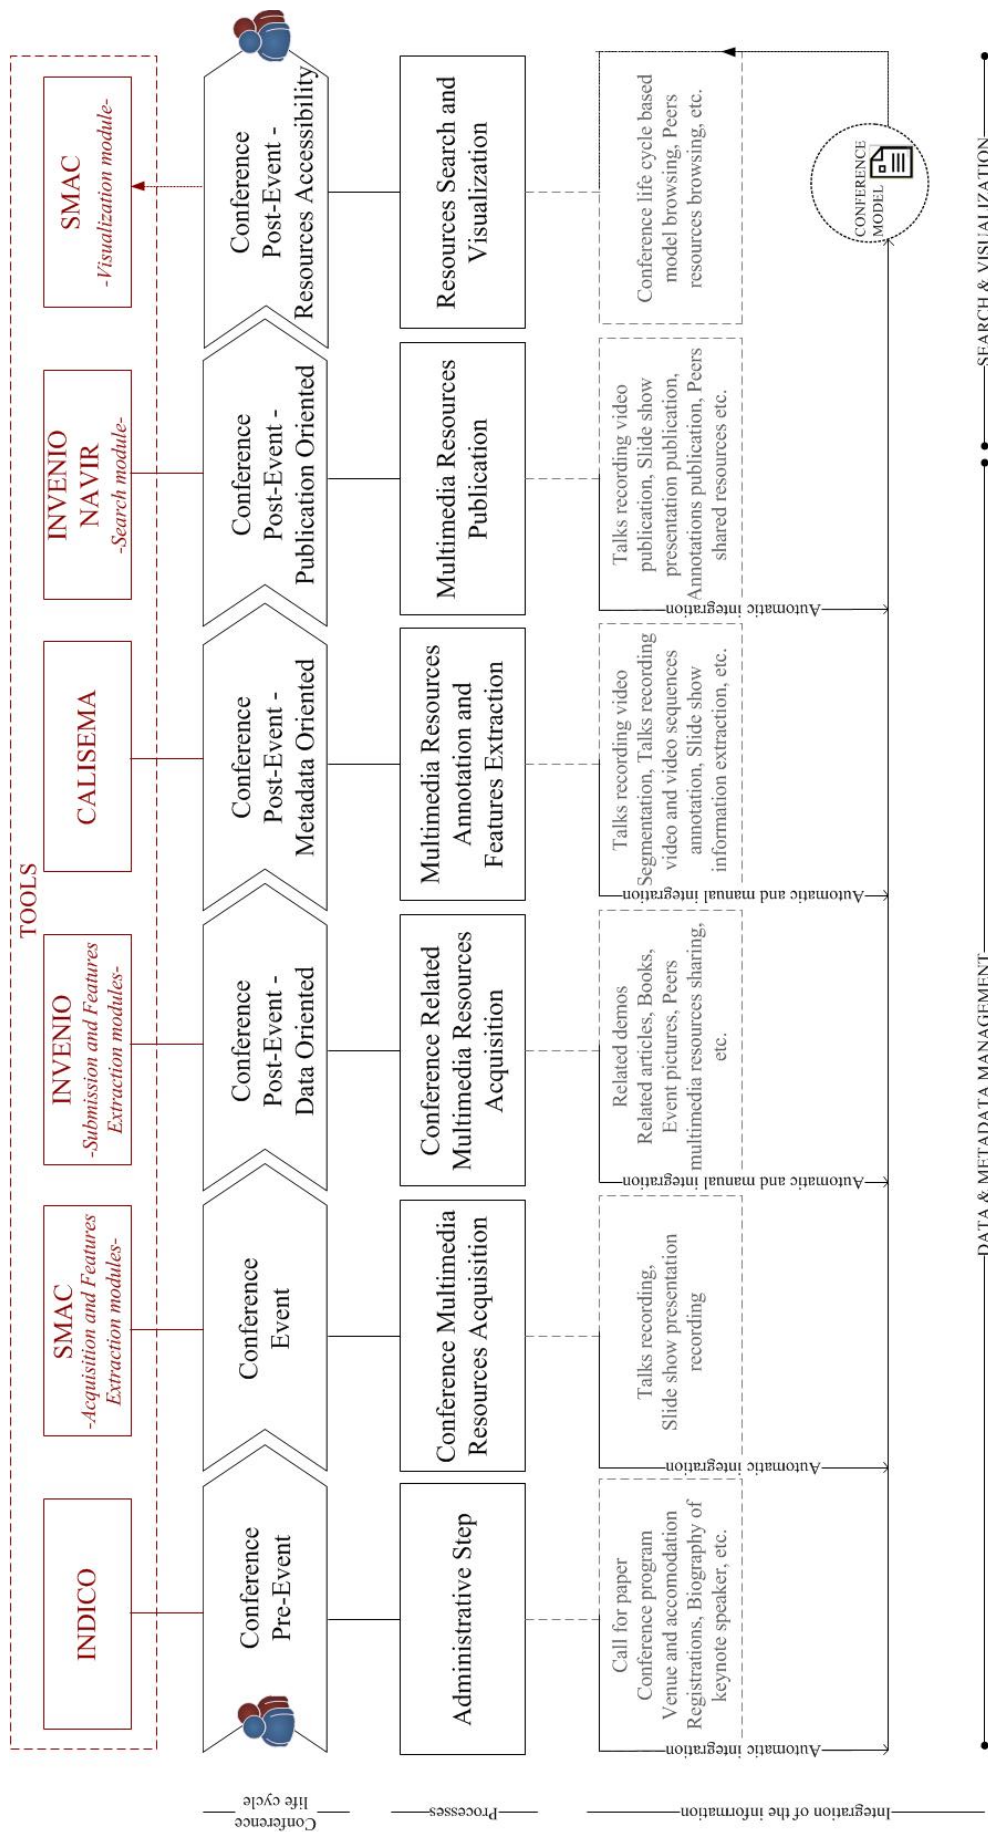 TOOLS
INDICO
SMAC
-Acquisition and Features
Extraction modules-
INVENIO
-Submission and Features
Extraction modules-
CALISEMA
INVENIO
NAVIR
-Search module-
SMAC
-Visualization module-
Conference
life cycle
Conference
Pre-Event
Conference
Event
Conference
Post-Event -
Data Oriented
Conference
Post-Event -
Metadata Oriented
Conference
Post-Event -
Publication Oriented
Conference
Post-Event -
Resources Accessibility
Processes
Administrative Step
Conference Multimedia
Resources Acquisition
Conference Related
Multimedia Resources
Acquisition
Multimedia Resources
Annotation and
Features Extraction
Multimedia Resources
Publication
Resources Search and
Visualization
Integration of the information
Automatic integration
Call for paper
Conference program
Venue and accomodation
Registrations, Biography of
keynote speaker, etc.
Automatic integration
Talks recording,
Slide show presentation
recording
Automatic and manual integration
Related demos
Related articles, Books,
Event pictures, Peers
multimedia resources sharing,
etc.
Automatic and manual integration
Talks recording video
Segmentation, Talks recording
video and video sequences
annotation, Slide show
information extraction, etc.
Automatic integration
Talks recording video
publication, Slide show
presentation publication,
Annotations publication, Peers
shared resources etc.
Conference life cycle based
model browsing, Peers
resources browsing, etc.
CONFERENCE
MODEL
DATA & METADATA MANAGEMENT
SEARCH & VISUALIZATION